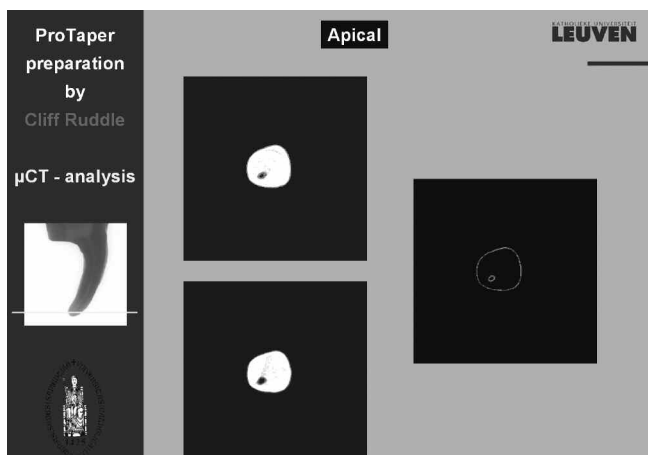 ProTaper
preparation
by
Cliff Ruddle
µCT - analysis
Apical
KATHOLIEKE UNIVERSITEIT
LEUVEN